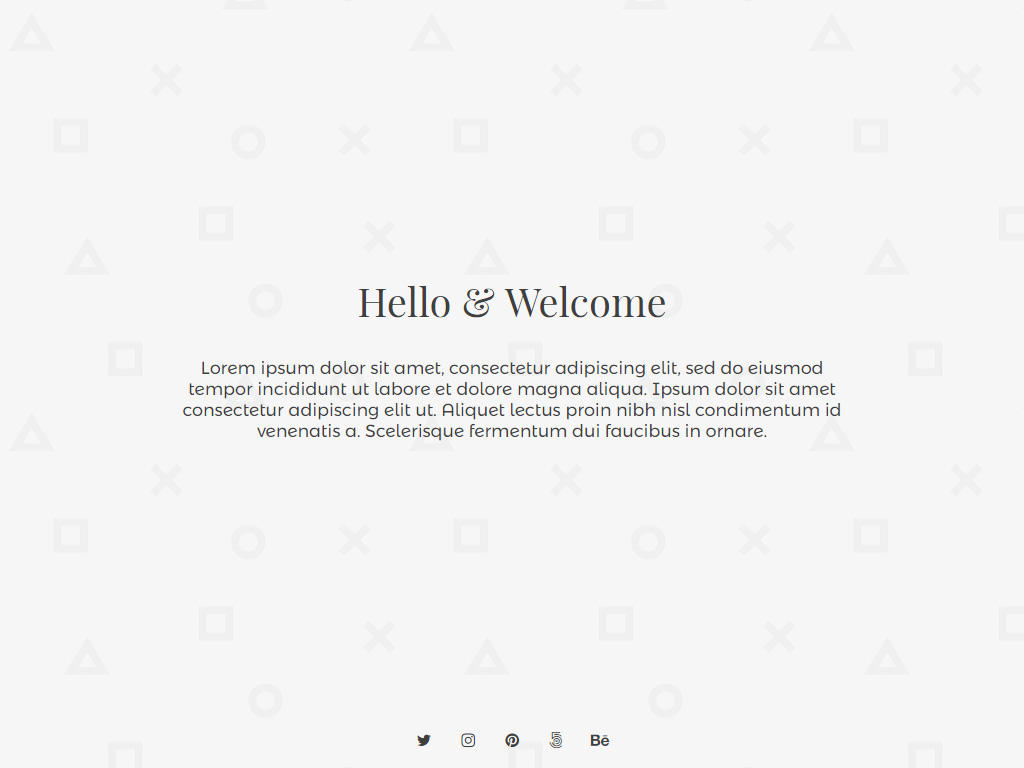 Hello & Welcome
Lorem ipsum dolor sit amet, consectetur adipiscing elit, sed do eiusmod
tempor incididunt ut labore et dolore magna aliqua. Ipsum dolor sit amet
consectetur adipiscing elit ut. Aliquet lectus proin nibh nisl condimentum id
venenatis a. Scelerisque fermentum dui faucibus in ornare.
5 Bē